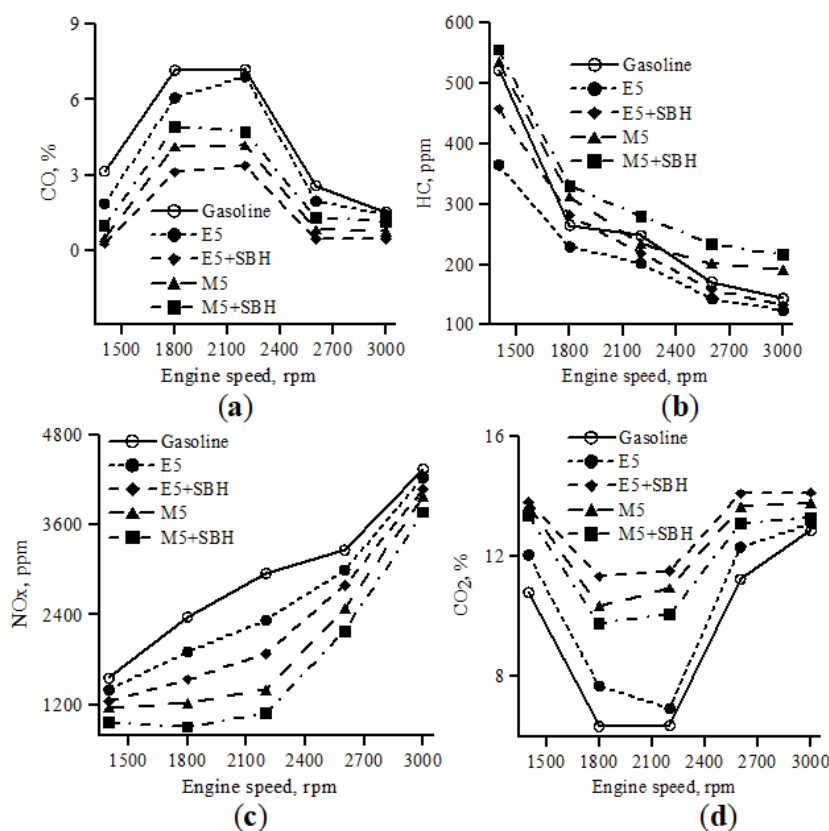 9
6
3
0
CO, %
Gasoline
E5
E5+SBH
M5
M5+SBH
1500 1800 2100 2400 2700 3000
Engine speed, rpm
(a)
600
500
400
300
200
100
HC, ppm
Gasoline
E5
E5+SBH
M5
M5+SBH
1500 1800 2100 2400 2700 3000
Engine speed, rpm
(b)
4800
3600
2400
1200
NOx, ppm
Gasoline
E5
E5+SBH
M5
M5+SBH
1500 1800 2100 2400 2700 3000
Engine speed, rpm
(c)
16
12
8
CO2, %
Gasoline
E5
E5+SBH
M5
M5+SBH
1500 1800 2100 2400 2700 3000
Engine speed, rpm
(d)